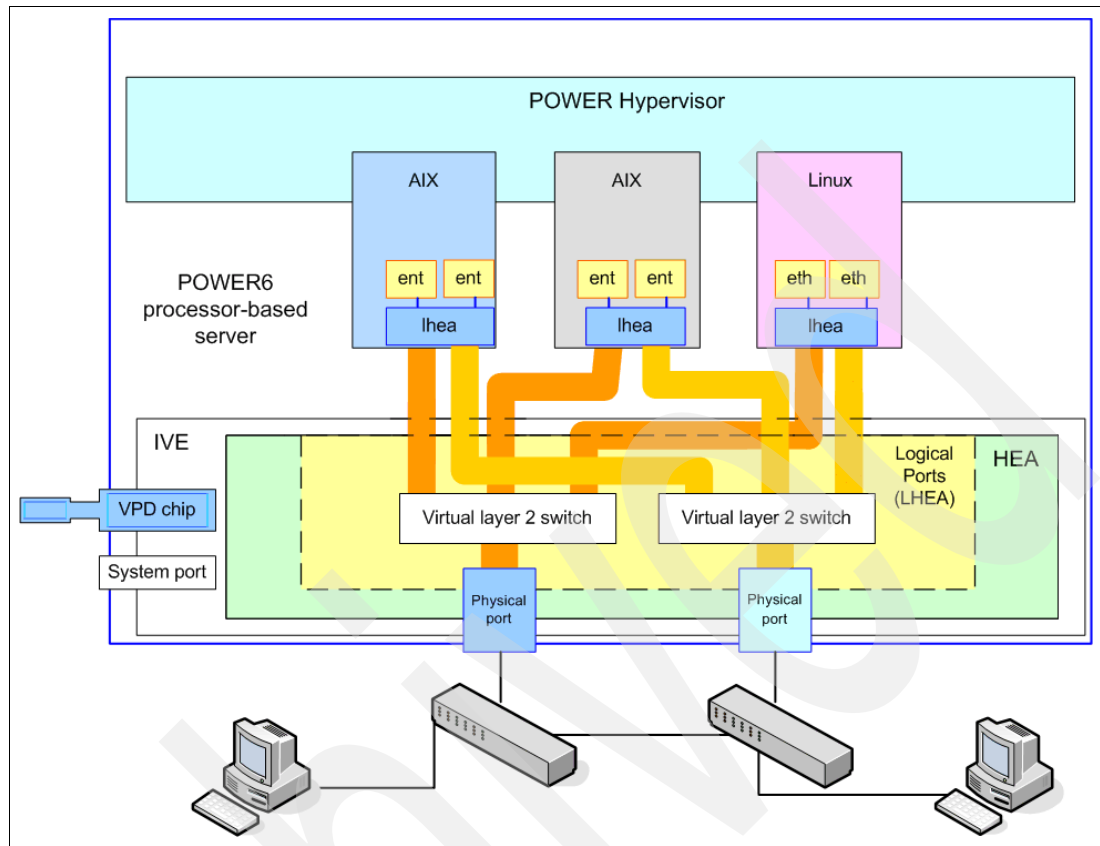 POWER Hypervisor
AIX
AIX
Linux
ent
ent
ent
ent
eth
eth
lhea
lhea
lhea
POWER6
processor-based
server
IVE
Logical
Ports
(LHEA)
HEA
VPD chip
Virtual layer 2 switch
Virtual layer 2 switch
System port
Physical
port
Physical
port